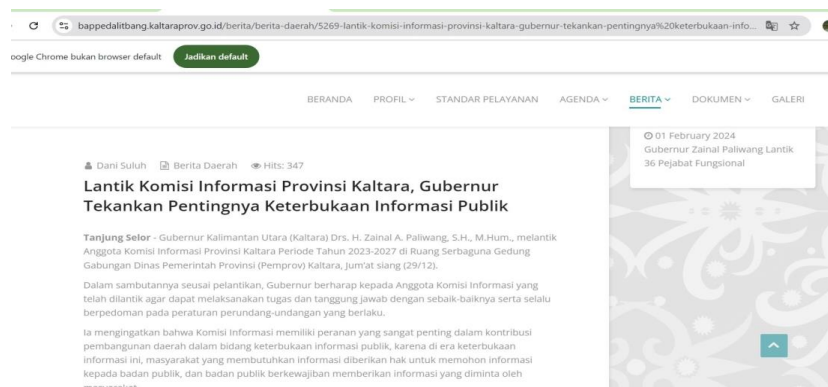 bappedalitbang.kaltaraprov.go.id/berita/berita-daerah/5269-lantik-komisi-informasi-provinsi-kaltara-gubernur-tekankan-pentingnya%20keterbukaan-info...
oogle Chrome bukan browser default Jadikan default
BERANDA PROFIL STANDAR PELAYANAN AGENDA BERITA DOKUMEN GALERI
01 February 2024
Gubernur Zainal Paliwang Lantik
36 Pejabat Fungsional
Dani Suluh Berita Daerah Hits: 347
Lantik Komisi Informasi Provinsi Kaltara, Gubernur
Tekankan Pentingnya Keterbukaan Informasi Publik
Tanjung Selor - Gubernur Kalimantan Utara (Kaltara) Drs. H. Zainal A. Paliwang, S.H., M.Hum., melantik
Anggota Komisi Informasi Provinsi Kaltara Periode Tahun 2023-2027 di Ruang Serbaguna Gedung
Gabungan Dinas Pemerintah Provinsi (Pemprov) Kaltara, Jum'at siang (29/12).
Dalam sambutannya seusai pelantikan, Gubernur berharap kepada Anggota Komisi Informasi yang
telah dilantik agar dapat melaksanakan tugas dan tanggung jawab dengan sebaik-baiknya serta selalu
berpedoman pada peraturan perundang-undangan yang berlaku.
Ia mengingatkan bahwa Komisi Informasi memiliki peranan yang sangat penting dalam kontribusi
pembangunan daerah dalam bidang keterbukaan informasi publik, karena di era keterbukaan
informasi ini, masyarakat yang membutuhkan informasi diberikan hak untuk memohon informasi
kepada badan publik, dan badan publik berkewajiban memberikan informasi yang diminta oleh